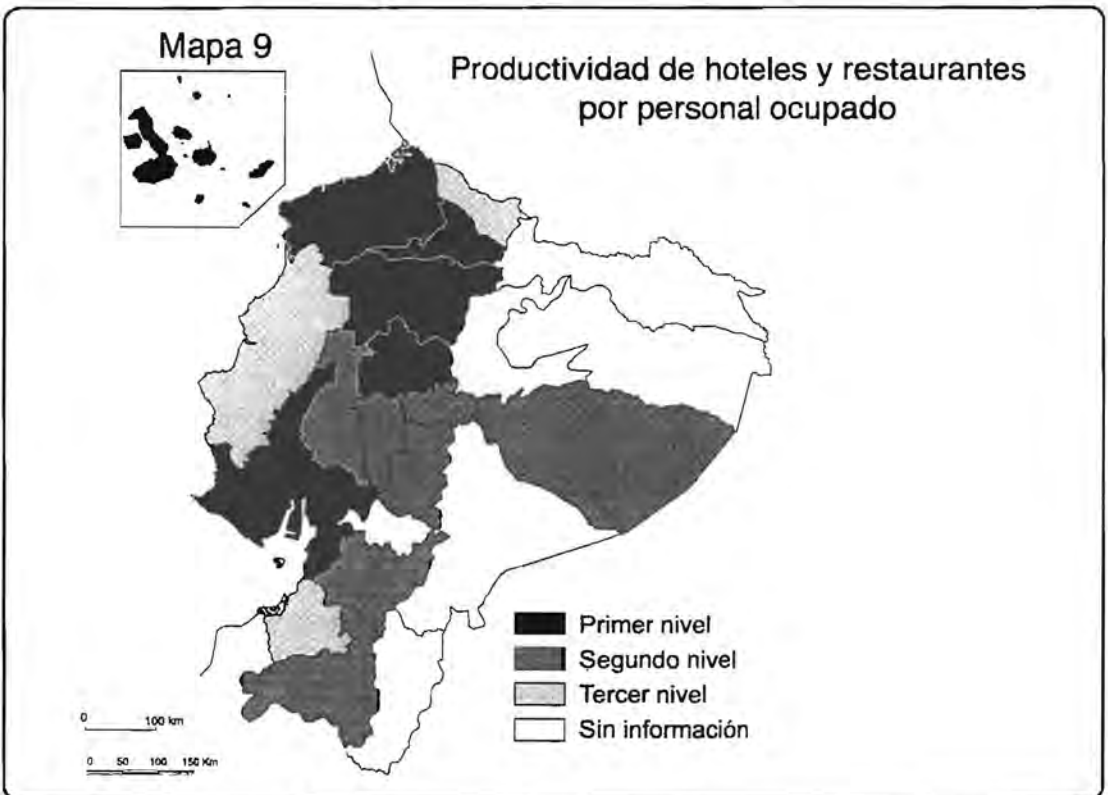 Mapa 9
Productividad de hoteles y restaurantes
por personal ocupado
Primer nivel
Segundo nivel
Tercer nivel
Sin información
0 100 km
0 50 100 150 Km